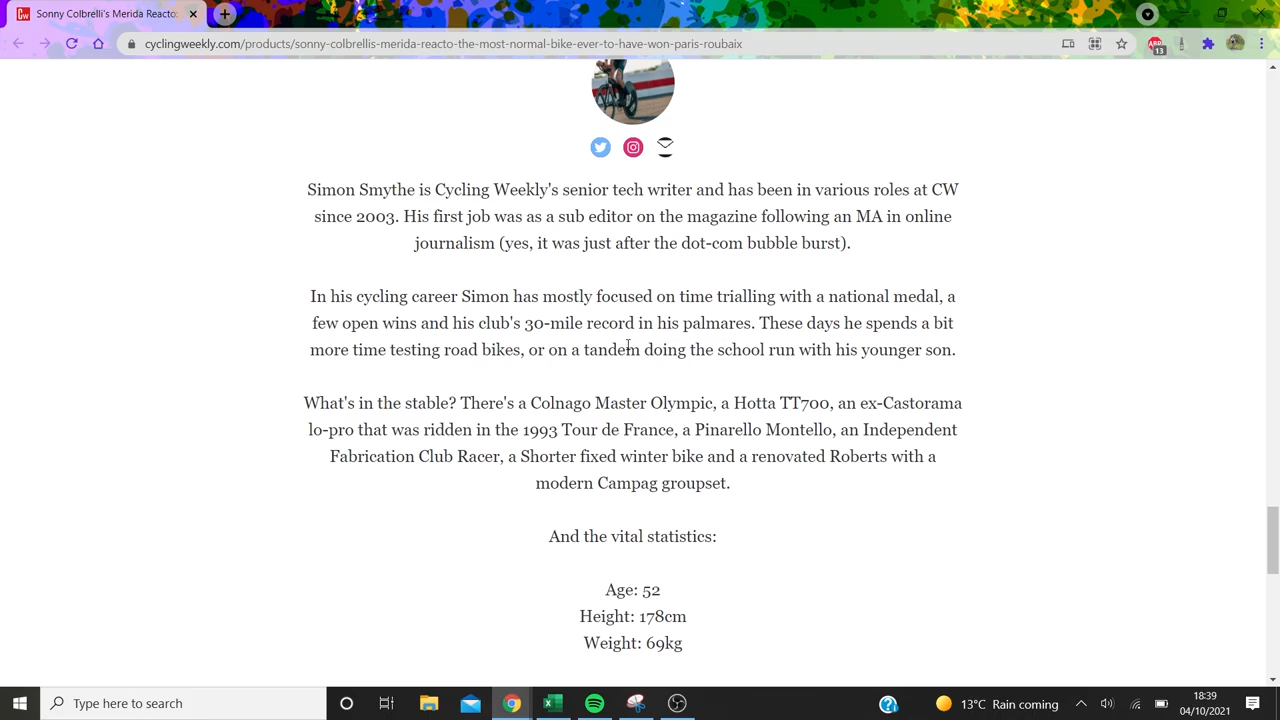 Cw Sonny Colbrelli's Merida Reacto:
cyclingweekly.com/products/sonny-colbrellis-merida-reacto-the-most-normal-bike-ever-to-have-won-paris-roubaix
13
Simon Smythe is Cycling Weekly's senior tech writer and has been in various roles at CW
since 2003. His first job was as a sub editor on the magazine following an MA in online
journalism (yes, it was just after the dot-com bubble burst).
In his cycling career Simon has mostly focused on time trialling with a national medal, a
few open wins and his club's 30-mile record in his palmares. These days he spends a bit
more time testing road bikes, or on a tandem doing the school run with his younger son.
What's in the stable? There's a Colnago Master Olympic, a Hotta TT700, an ex-Castorama
lo-pro that was ridden in the 1993 Tour de France, a Pinarello Montello, an Independent
Fabrication Club Racer, a Shorter fixed winter bike and a renovated Roberts with a
modern Campag groupset.
And the vital statistics:
Age: 52
Height: 178cm
Weight: 69kg
Type here to search
13°C Rain coming
18:39
04/10/2021